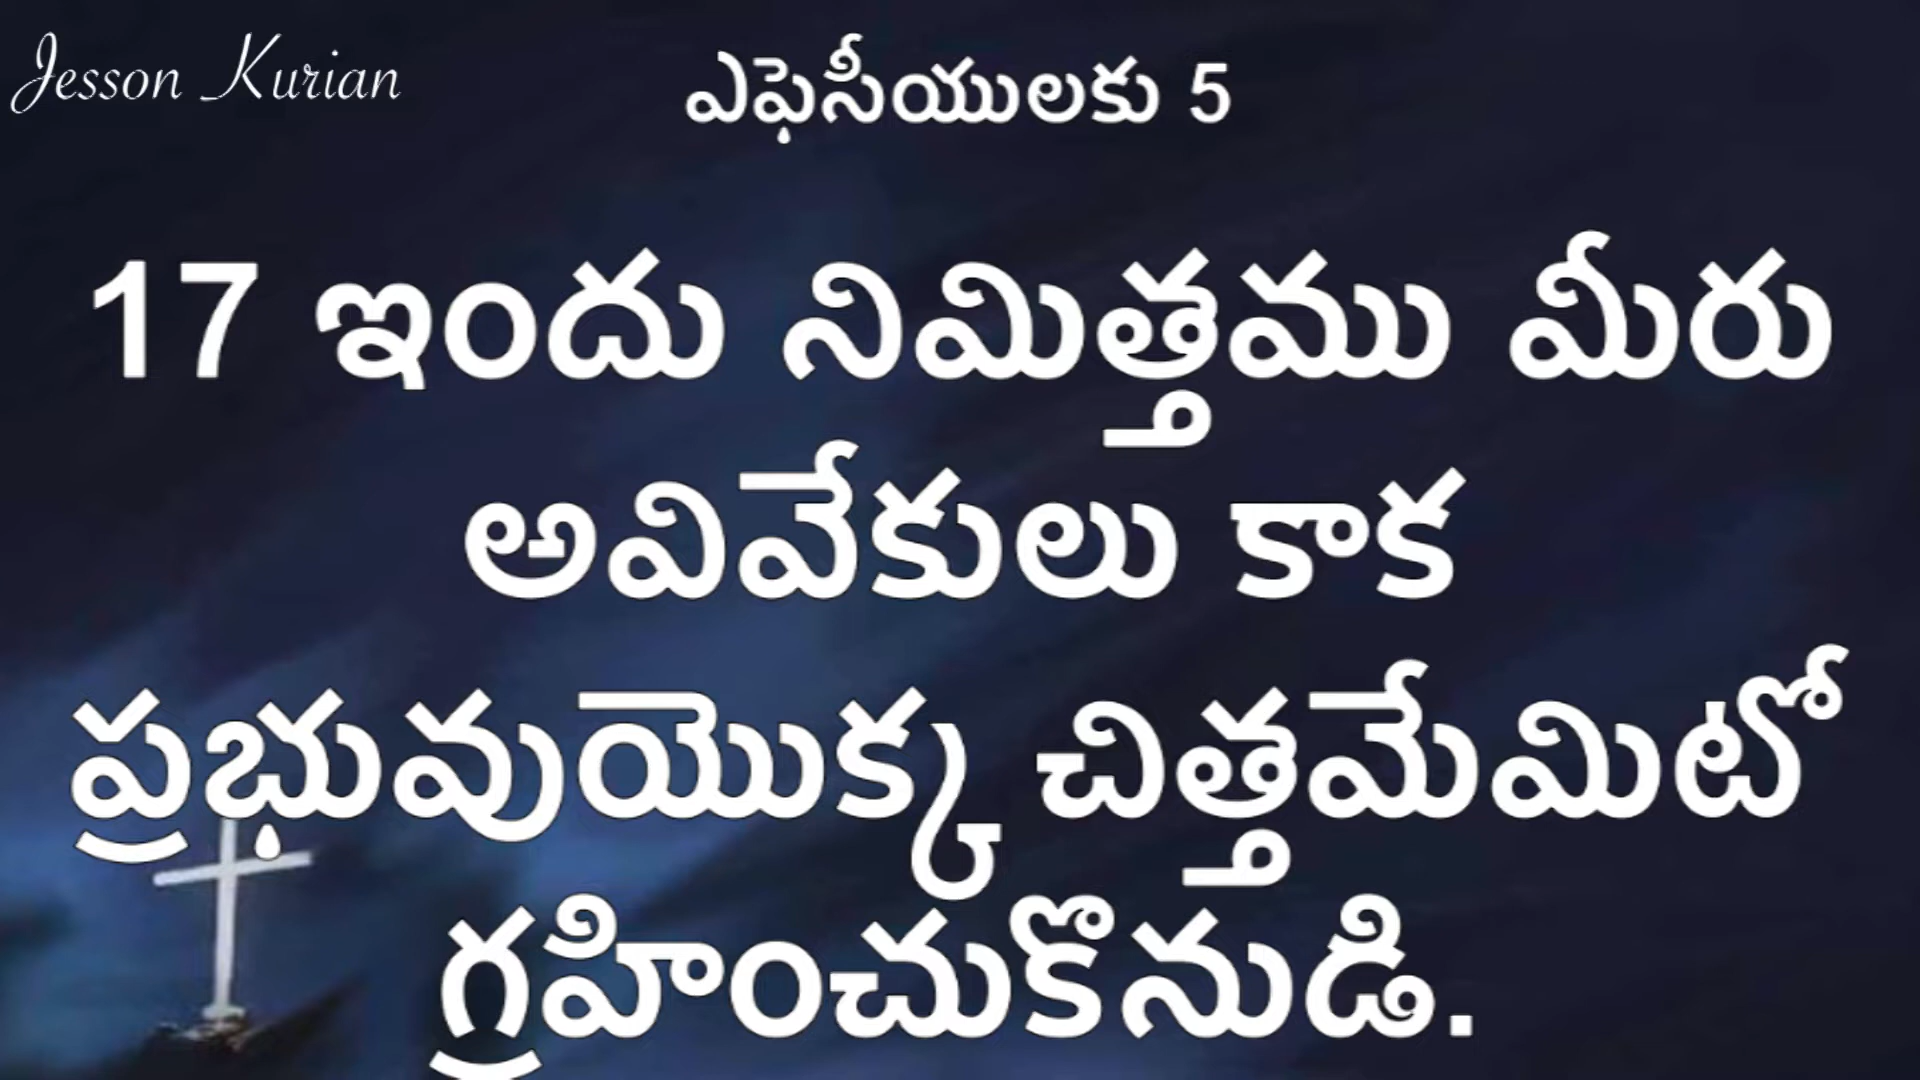 Jesson Kurian
ఎఫెసీయులకు 5
17 ఇందు నిమిత్తము మీరు
అవివేకులు కాక
ప్రభువుయొక్క చిత్తమేమిటో
గ్రహించుకొనుడి.